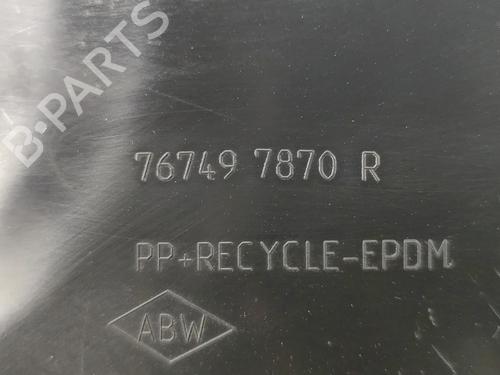 B-PARTS
76749 7870 R
PP+RECYCLE-EPDM
ABW